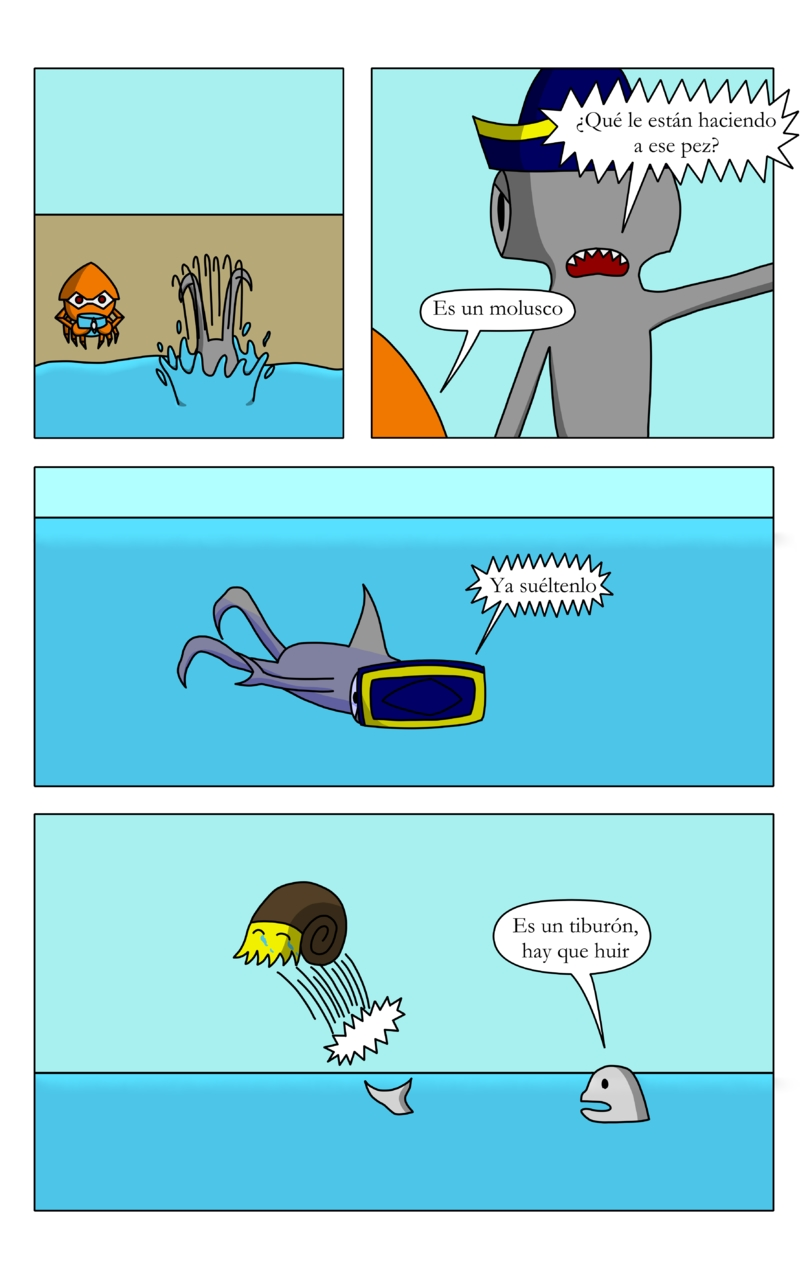 ¿Qué le están haciendo
a ese pez?
Es un molusco
Ya suéltenlo
Es un tiburón,
hay que huir